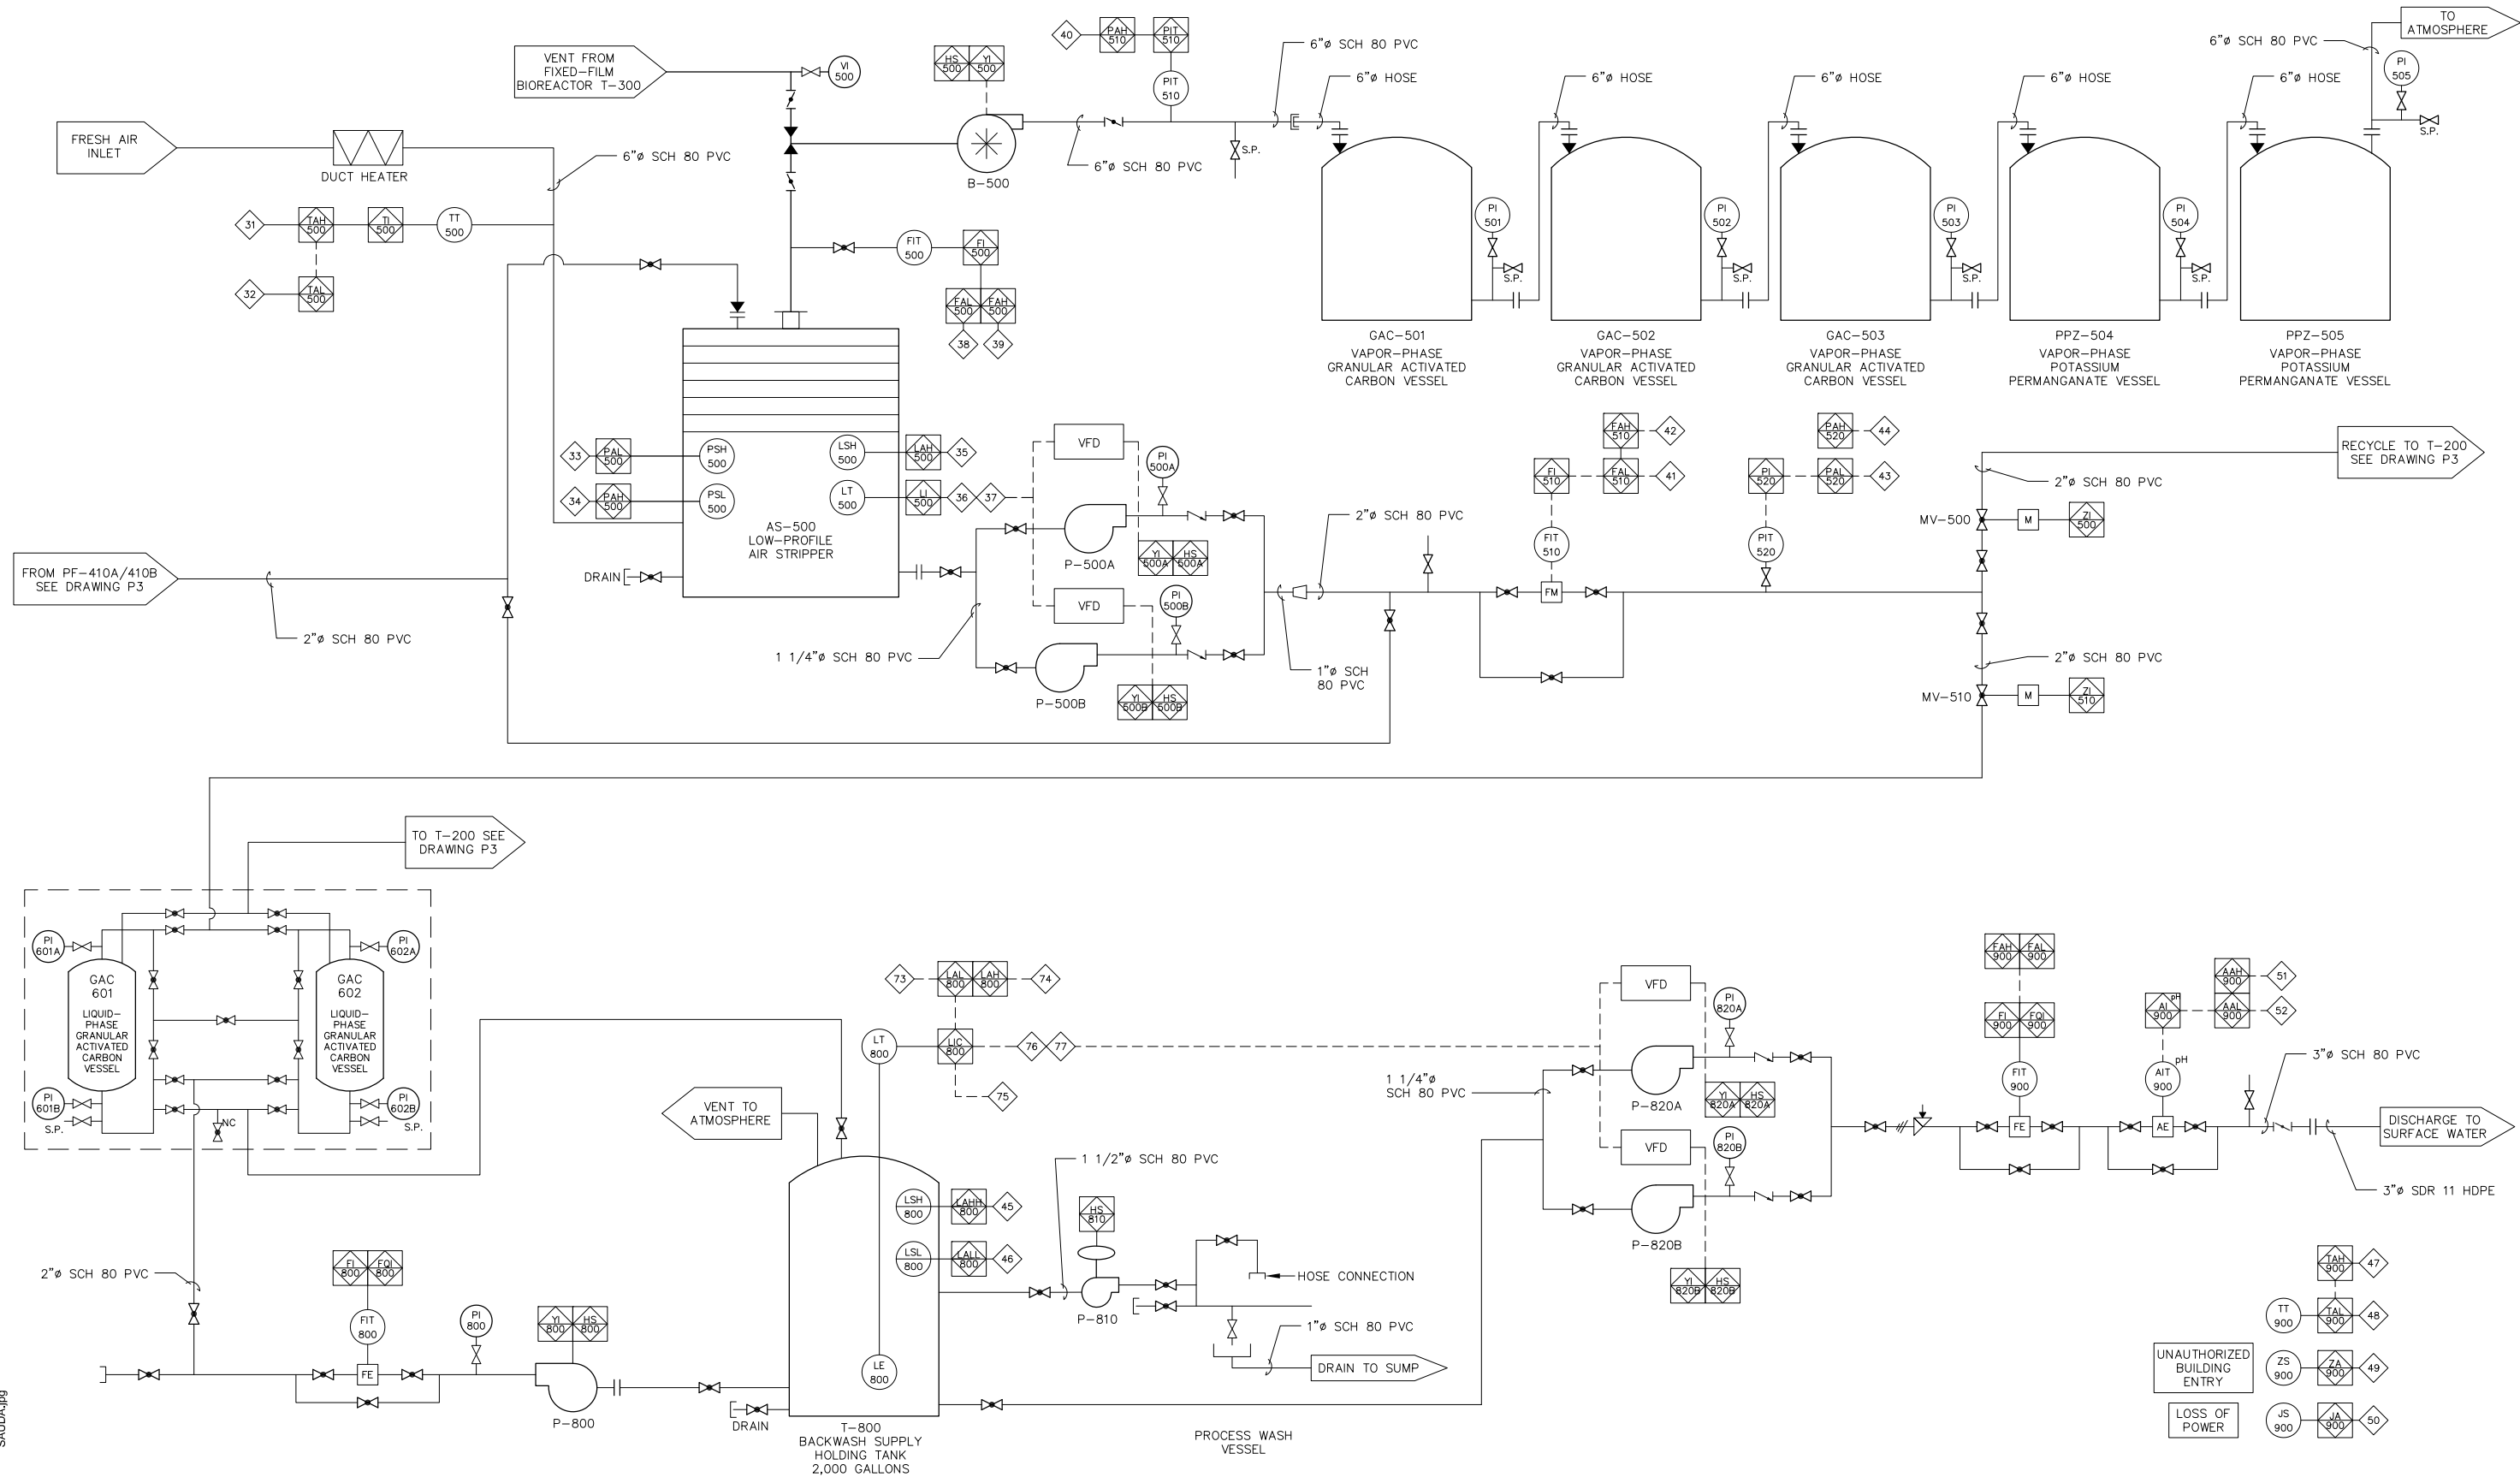 TO
ATMOSPHERE
6"ø SCH 80 PVC
PI
505
S.P.
VENT FROM
FIXED-FILM
BIOREACTOR T-300
VI
500
HS
500
YI
500
40
PAH
510
PIT
510
PIT
510
6"ø SCH 80 PVC
6"ø HOSE
6"ø HOSE
6"ø HOSE
6"ø HOSE
6"ø HOSE
FRESH AIR
INLET
DUCT HEATER
6"ø SCH 80 PVC
B-500
6"ø SCH 80 PVC
S.P.
31
TAH
500
TI
500
TT
500
32
TAL
500
FIT
500
FI
500
FAL
500
FAH
500
38
39
PI
501
S.P.
PI
502
S.P.
PI
503
S.P.
PI
504
S.P.
GAC-501
VAPOR-PHASE
GRANULAR ACTIVATED
CARBON VESSEL
GAC-502
VAPOR-PHASE
GRANULAR ACTIVATED
CARBON VESSEL
GAC-503
VAPOR-PHASE
GRANULAR ACTIVATED
CARBON VESSEL
PPZ-504
VAPOR-PHASE
POTASSIUM
PERMANGANATE VESSEL
PPZ-505
VAPOR-PHASE
POTASSIUM
PERMANGANATE VESSEL
33
PAL
500
PSH
500
LSH
500
LAH
500
35
34
PAH
500
PSL
500
LT
500
LI
500
36
37
AS-500
LOW-PROFILE
AIR STRIPPER
DRAIN
VFD
PI
500A
P-500A
YI
500A
HS
500A
VFD
PI
500B
P-500B
YI
500B
HS
500B
1 1/4"ø SCH 80 PVC
2"ø SCH 80 PVC
1"ø SCH
80 PVC
FAH
510
42
FI
510
FAL
510
41
FIT
510
FM
PAH
520
44
PI
520
PAL
520
43
PIT
520
RECYCLE TO T-200
SEE DRAWING P3
2"ø SCH 80 PVC
MV-500
M
ZI
500
2"ø SCH 80 PVC
MV-510
M
ZI
510
FROM PF-410A/410B
SEE DRAWING P3
2"ø SCH 80 PVC
TO T-200 SEE
DRAWING P3
PI
601A
GAC
601
LIQUID-
PHASE
GRANULAR
ACTIVATED
CARBON
VESSEL
PI
601B
S.P.
PI
602A
GAC
602
LIQUID-
PHASE
GRANULAR
ACTIVATED
CARBON
VESSEL
PI
602B
S.P.
NC
2"ø SCH 80 PVC
FI
800
FQI
800
FIT
800
FE
PI
800
YI
800
HS
800
P-800
73
LAL
800
LAH
800
74
LT
800
LIC
800
76
77
75
VENT TO
ATMOSPHERE
LSH
800
LAHH
800
45
LSL
800
LALL
800
46
LE
800
DRAIN
T-800
BACKWASH SUPPLY
HOLDING TANK
2,000 GALLONS
1 1/2"ø SCH 80 PVC
HS
810
P-810
HOSE CONNECTION
1"ø SCH 80 PVC
DRAIN TO SUMP
PROCESS WASH
VESSEL
1 1/4"ø
SCH 80 PVC
VFD
PI
820A
P-820A
YI
820A
HS
820A
VFD
PI
820B
P-820B
YI
820B
HS
820B
FAH
900
FAL
900
FI
900
FQI
900
FIT
900
FE
AAH
900
51
AI
900
pH
AAL
900
52
AIT
900
pH
AE
3"ø SCH 80 PVC
DISCHARGE TO
SURFACE WATER
3"ø SDR 11 HDPE
TAH
900
47
TT
900
TAL
900
48
UNAUTHORIZED
BUILDING
ENTRY
ZS
900
ZA
900
49
LOSS OF
POWER
JS
900
JA
900
50